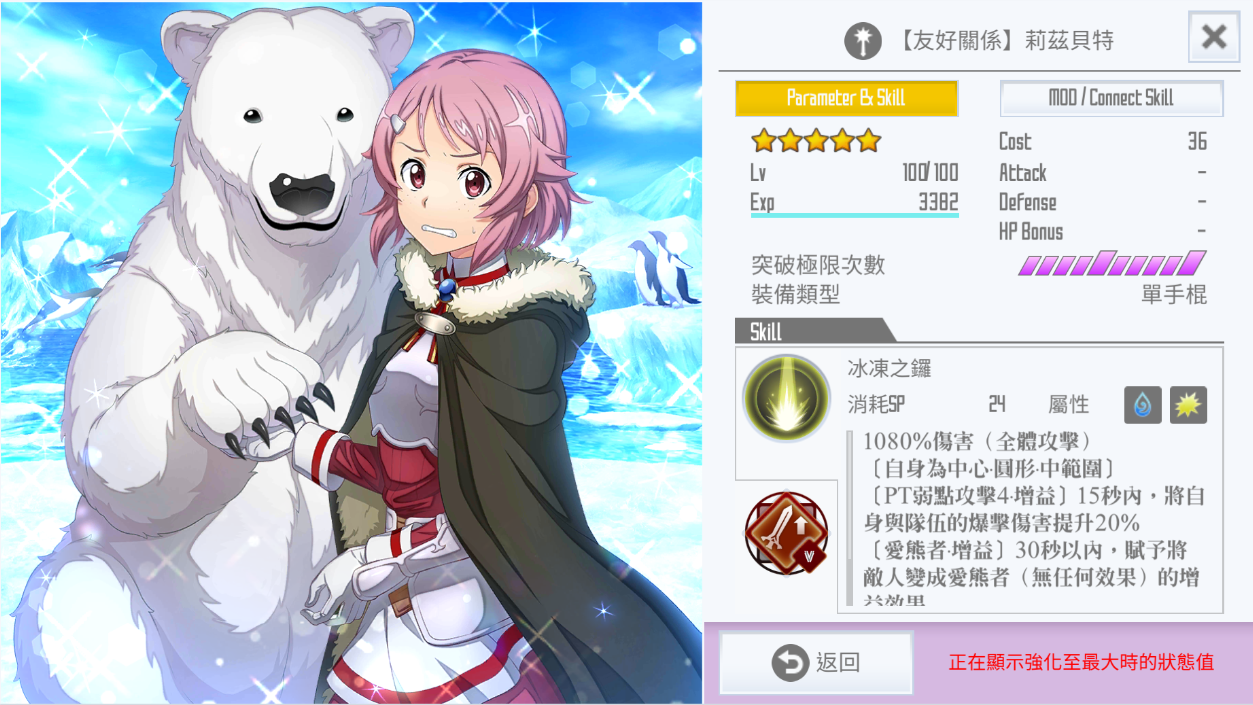 【友好關係】莉茲貝特
Parameter & Skill
MOD / Connect Skill
Lv 100/100
Exp 3382
Cost 36
Attack -
Defense -
HP Bonus -
突破極限次數
裝備類型 單手棍
Skill
冰凍之鑼
消耗SP 24 屬性
1080%傷害（全體攻擊）
〔自身為中心·圓形·中範圍〕
〔PT弱點攻擊4·增益〕15秒內，將自
身與隊伍的爆擊傷害提升20%
〔愛熊者·增益〕30秒以內，賦予將
敵人變成愛熊者（無任何效果）的增
益效果
V
返回
正在顯示強化至最大時的狀態值